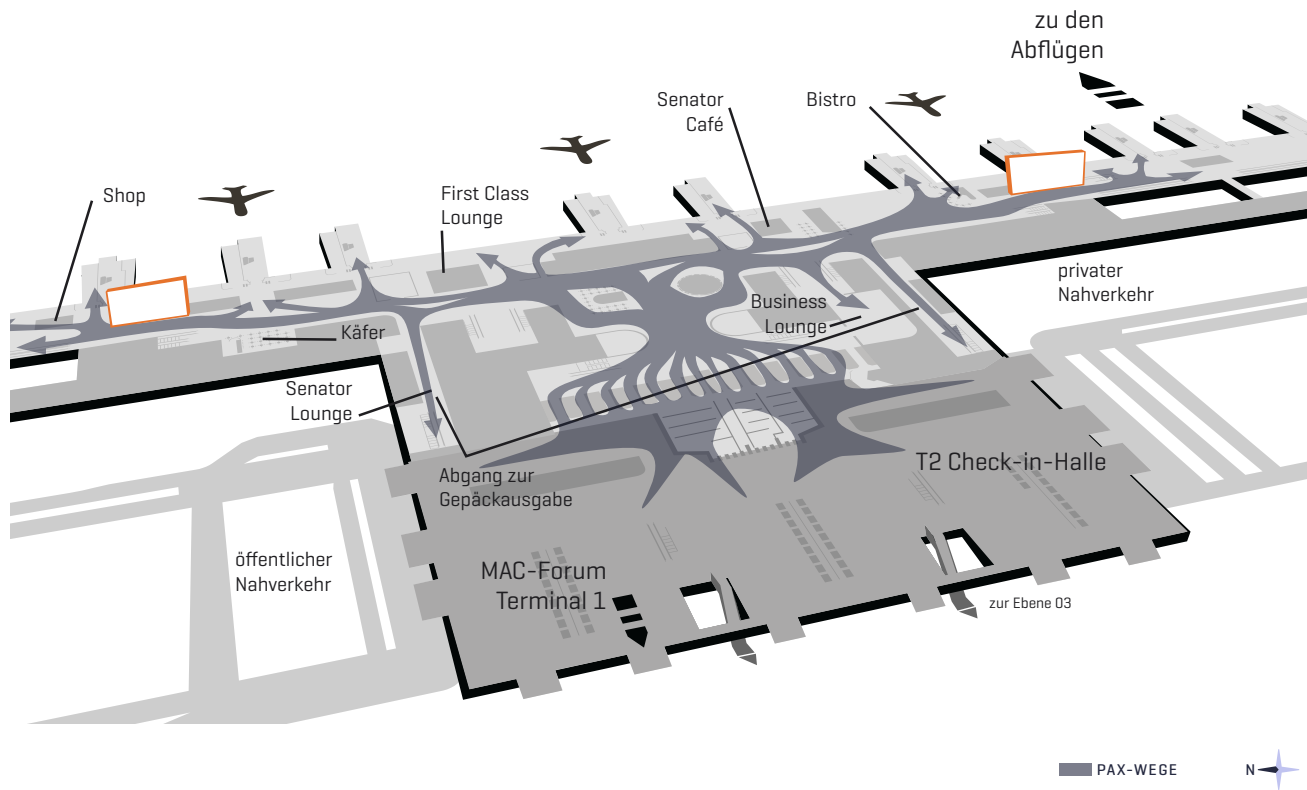 zu den
Abflügen
Senator
Café
Bistro
Shop
First Class
Lounge
privater
Nahverkehr
Business
Lounge
Käfer
Senator
Lounge
Abgang zur
Gepäckausgabe
T2 Check-in-Halle
öffentlicher
Nahverkehr
MAC-Forum
Terminal 1
zur Ebene 03
PAX-WEGE
N